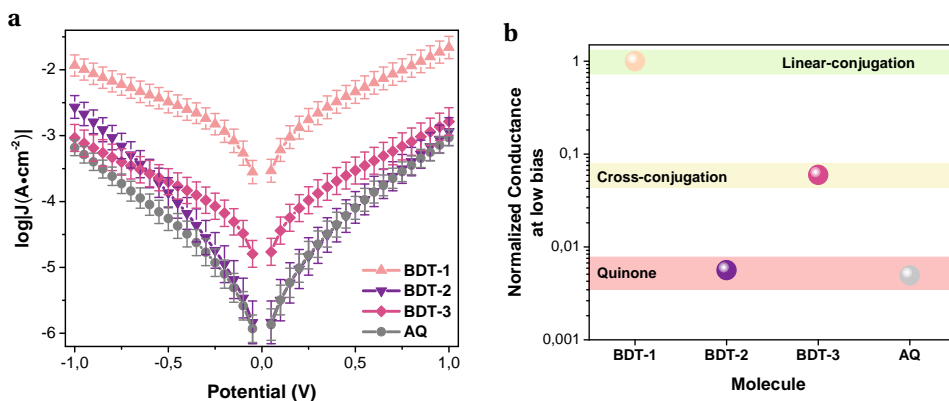 a
log|J(A•cm-2)|
-2
-3
-4
-5
-6
BDT-1
BDT-2
BDT-3
AQ
-1,0
-0,5
0,0
0,5
1,0
Potential (V)
b
Normalized Conductance
at low bias
1
0,1
0,01
0,001
Linear-conjugation
Cross-conjugation
Quinone
BDT-1
BDT-2
BDT-3
AQ
Molecule